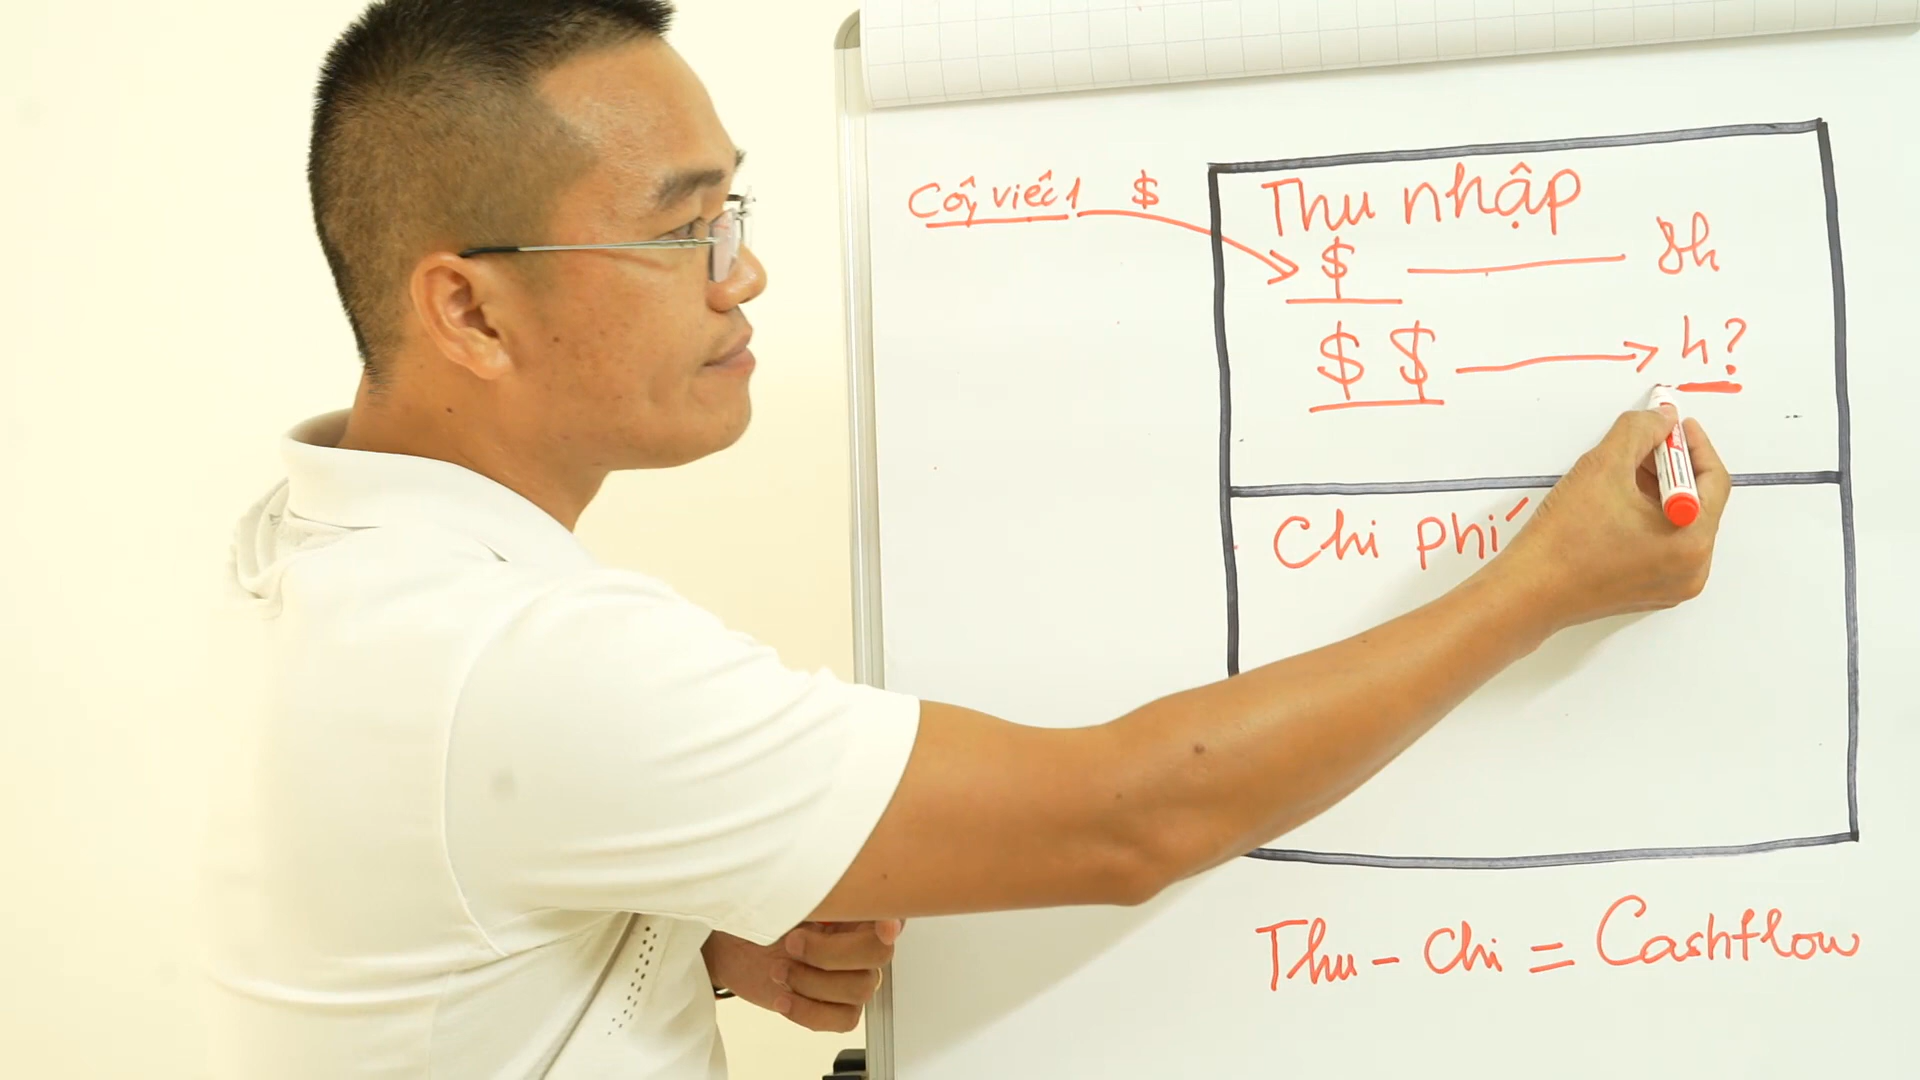 Công việc 1 $
Thu nhập
$ 8h
$ $ h?
Chi phí
Thu - Chi = Cashflow